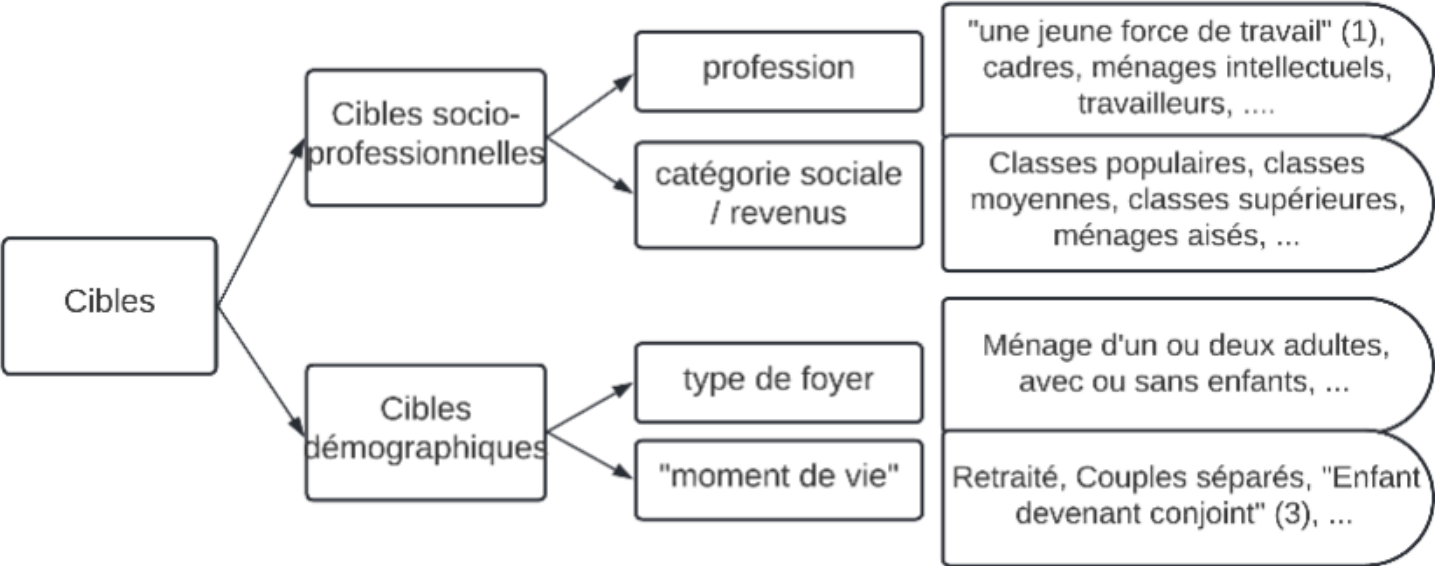 Cibles
Cibles socio-
professionnelles
profession
"une jeune force de travail" (1),
cadres, ménages intellectuels,
travailleurs, ....
catégorie sociale
/ revenus
Classes populaires, classes
moyennes, classes supérieures,
ménages aisés, ...
Cibles
démographiques
type de foyer
Ménage d'un ou deux adultes,
avec ou sans enfants, ...
"moment de vie"
Retraité, Couples séparés, "Enfant
devenant conjoint" (3), ...